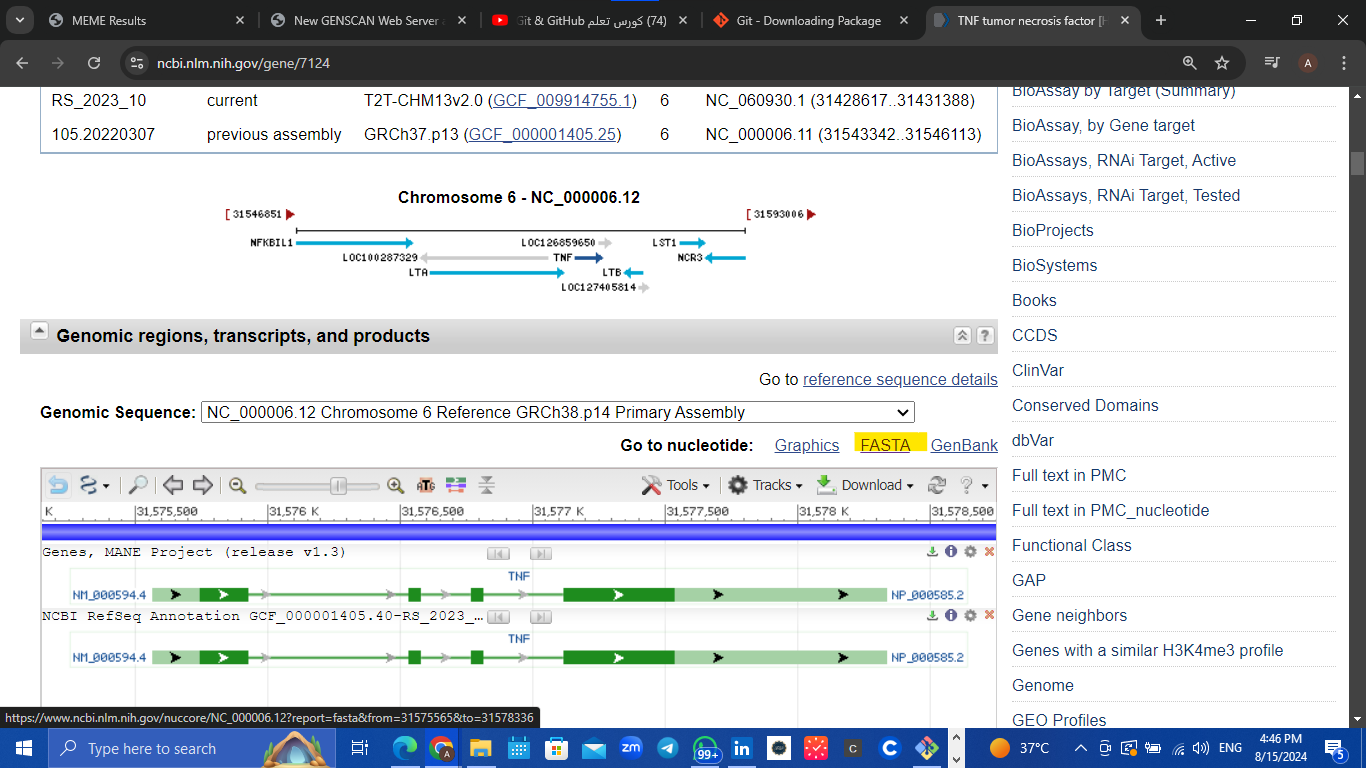 MEME Results
New GENSCAN Web Server a
(74) كورس تعلم Git & GitHub
Git - Downloading Package
TNF tumor necrosis factor [H
ncbi.nlm.nih.gov/gene/7124
A
RS_2023_10 current T2T-CHM13v2.0 (GCF_009914755.1) 6 NC_060930.1 (31428617..31431388)
105.20220307 previous assembly GRCh37.p13 (GCF_000001405.25) 6 NC_000006.11 (31543342..31546113)
Chromosome 6 - NC_000006.12
[ 31546851 [ 31593006
NFKBIL1 LOC126859650 LST1
LOC100287329 TNF NCR3
LTA LTB
LOC127405814
Genomic regions, transcripts, and products ?
Go to reference sequence details
Genomic Sequence: NC_000006.12 Chromosome 6 Reference GRCh38.p14 Primary Assembly
Go to nucleotide: Graphics FASTA GenBank
ATG Tools Tracks Download ?
K 31,575,500 31,576 K 31,576,500 31,577 K 31,577,500 31,578 K 31,578,500
Genes, MANE Project (release v1.3)
TNF
NM_000594.4 NP_000585.2
NCBI RefSeq Annotation GCF_000001405.40-RS_2023_…
TNF
NM_000594.4 NP_000585.2
BioAssay by Target (Summary)
BioAssay, by Gene target
BioAssays, RNAi Target, Active
BioAssays, RNAi Target, Tested
BioProjects
BioSystems
Books
CCDS
ClinVar
Conserved Domains
dbVar
Full text in PMC
Full text in PMC_nucleotide
Functional Class
GAP
Gene neighbors
Genes with a similar H3K4me3 profile
Genome
GEO Profiles
https://www.ncbi.nlm.nih.gov/nuccore/NC_000006.12?report=fasta&from=31575565&to=31578336
Type here to search
A
zm
99+
in
C
C
37°C
ENG
4:46 PM
8/15/2024
5